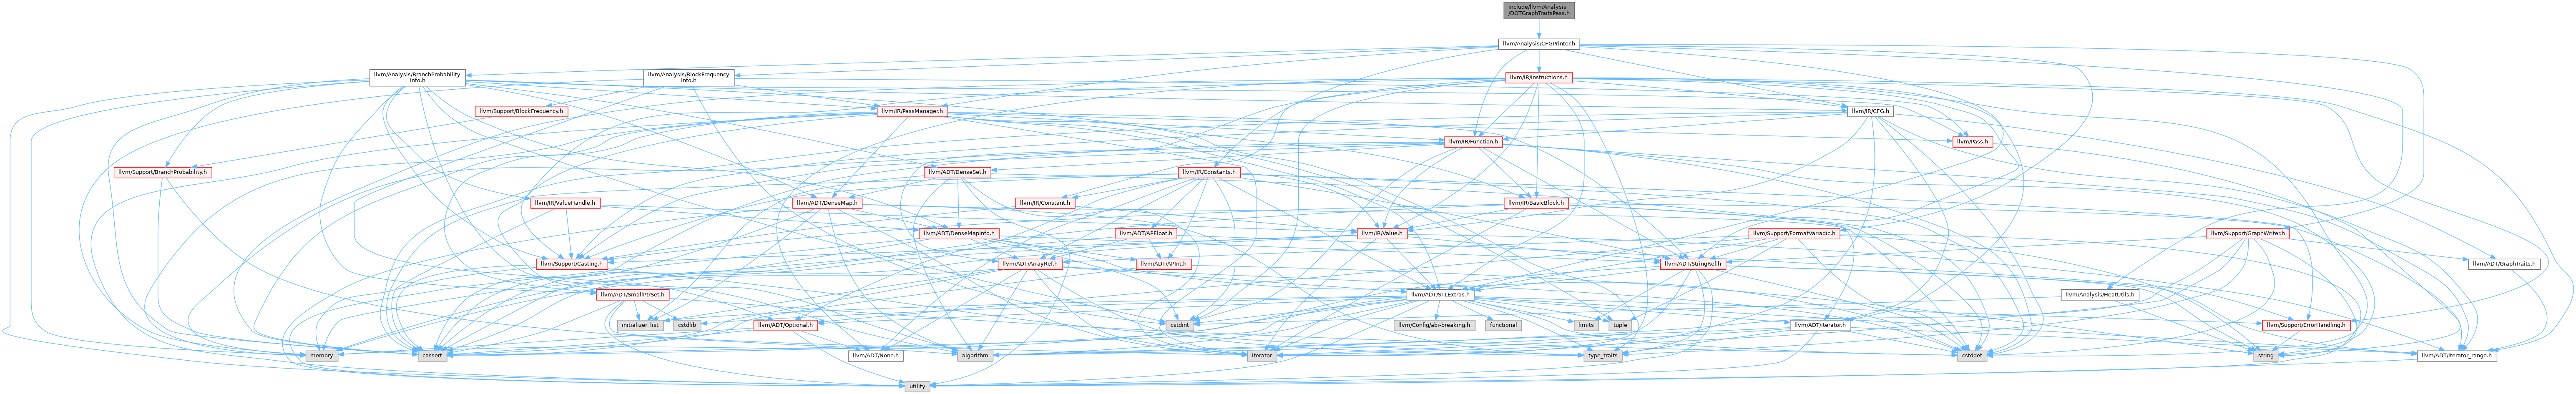 include/llvm/Analysis
/DOTGraphTraitsPass.h
llvm/Analysis/CFGPrinter.h
llvm/Analysis/BranchProbability
Info.h
llvm/Analysis/BlockFrequency
Info.h
llvm/IR/Instructions.h
llvm/Support/BlockFrequency.h
llvm/IR/PassManager.h
llvm/IR/CFG.h
llvm/IR/Function.h
llvm/Pass.h
llvm/Support/BranchProbability.h
llvm/ADT/DenseSet.h
llvm/IR/Constants.h
llvm/IR/ValueHandle.h
llvm/ADT/DenseMap.h
llvm/IR/Constant.h
llvm/IR/BasicBlock.h
llvm/ADT/DenseMapInfo.h
llvm/ADT/APFloat.h
llvm/IR/Value.h
llvm/Support/FormatVariadic.h
llvm/Support/GraphWriter.h
llvm/Support/Casting.h
llvm/ADT/ArrayRef.h
llvm/ADT/APInt.h
llvm/ADT/StringRef.h
llvm/ADT/GraphTraits.h
llvm/ADT/SmallPtrSet.h
llvm/ADT/STLExtras.h
llvm/Analysis/HeatUtils.h
initializer_list
cstdlib
llvm/ADT/Optional.h
cstdint
llvm/Config/abi-breaking.h
functional
limits
tuple
llvm/ADT/iterator.h
llvm/Support/ErrorHandling.h
memory
cassert
llvm/ADT/None.h
algorithm
iterator
type_traits
cstddef
string
llvm/ADT/iterator_range.h
utility